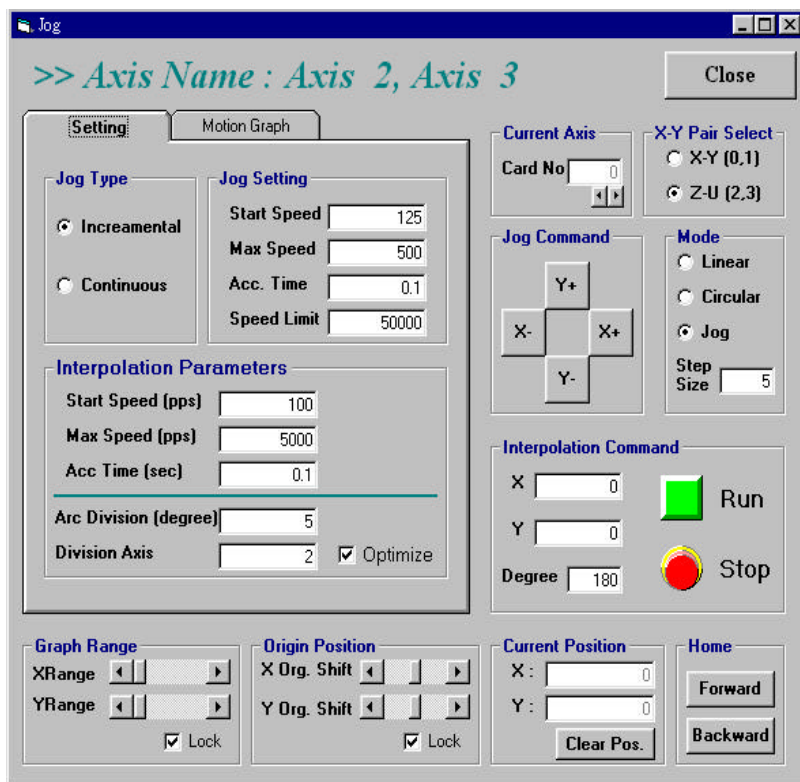 Jog
>> Axis Name : Axis 2, Axis 3
Close
Setting
Motion Graph
Jog Type
Increamental
Continuous
Jog Setting
Start Speed 125
Max Speed 500
Acc. Time 0.1
Speed Limit 50000
Interpolation Parameters
Start Speed (pps) 100
Max Speed (pps) 5000
Acc Time (sec) 0.1
Arc Division (degree) 5
Division Axis 2
Optimize
Current Axis
Card No 0
X-Y Pair Select
X-Y (0,1)
Z-U (2,3)
Jog Command
Y+
X- X+
Y-
Mode
Linear
Circular
Jog
Step
Size 5
Interpolation Command
X 0
Y 0
Degree 180
Run
Stop
Graph Range
XRange
YRange
Lock
Origin Position
X Org. Shift
Y Org. Shift
Lock
Current Position
X : 0
Y : 0
Clear Pos.
Home
Forward
Backward